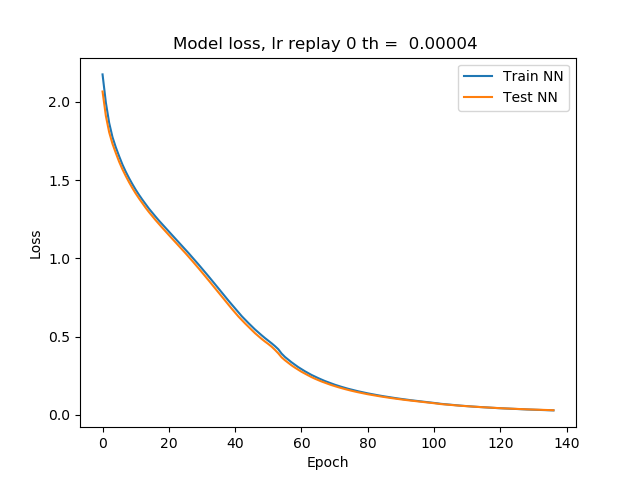 Model loss, lr replay 0 th =  0.00004
Train NN
Test NN
Loss
2.0
1.5
1.0
0.5
0.0
0 20 40 60 80 100 120 140
Epoch